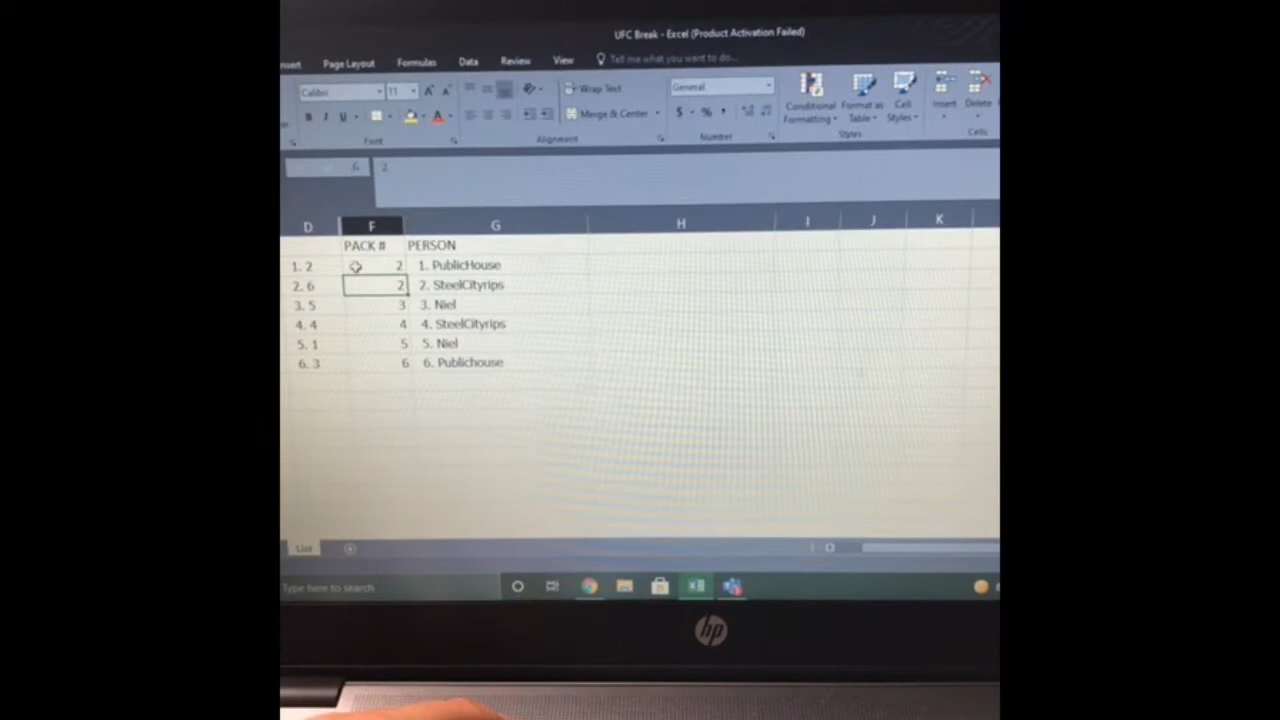 UFC Break - Excel (Product Activation Failed)
nsert Page Layout Formulas Data Review View Tell me what you want to do...
Calibri 11 A A Wrap Text General Conditional Formatting Format as Table Cell Styles Insert Delete
B I U A Merge & Center $ % ,
Font Alignment Number Styles Cells
fx 2
D F G H I J K
PACK # PERSON
1. 2 2 1. PublicHouse
2. 6 2 2. SteelCityrips
3. 5 3 3. Niel
4. 4 4 4. SteelCityrips
5. 1 5 5. Niel
6. 3 6 6. Publichouse
List
Type here to search
hp